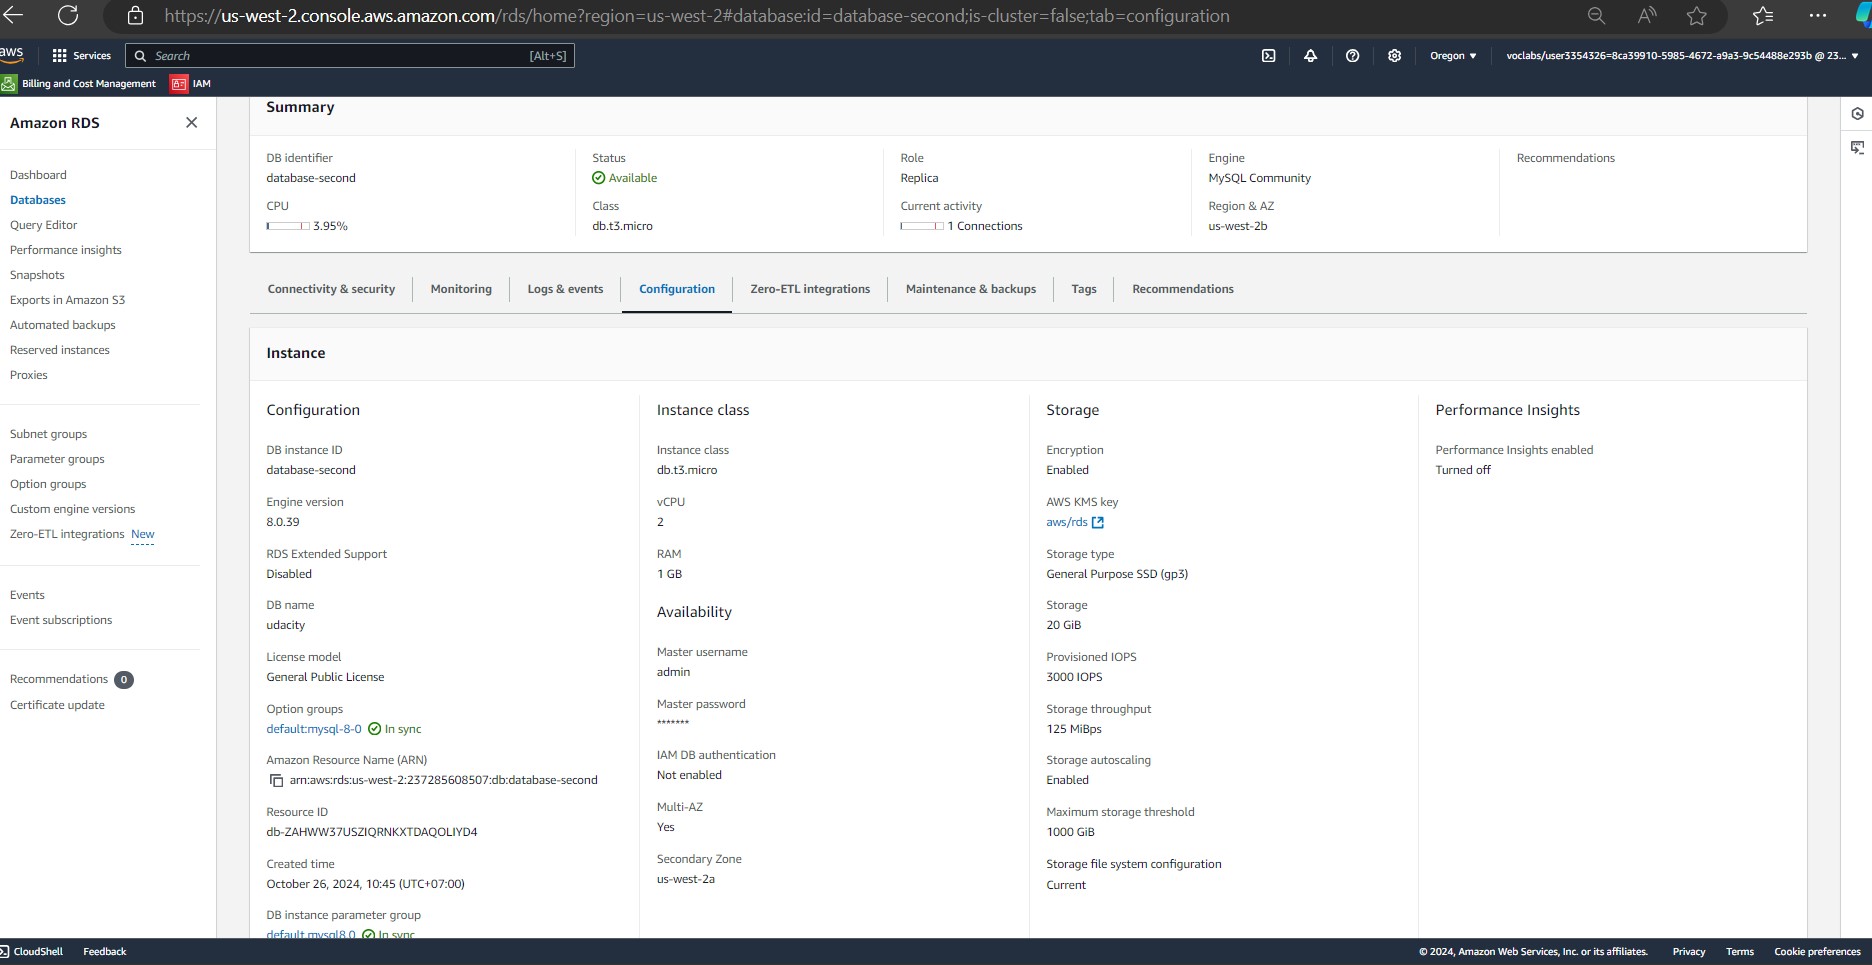 https://us-west-2.console.aws.amazon.com/rds/home?region=us-west-2#database:id=database-second;is-cluster=false;tab=configuration
aws
Services
Search
[Alt+S]
Oregon ▼
voclabs/user3354326=8ca39910-5985-4672-a9a3-9c54488e293b @ 23... ▼
Billing and Cost Management
IAM
Amazon RDS
Dashboard
Databases
Query Editor
Performance insights
Snapshots
Exports in Amazon S3
Automated backups
Reserved instances
Proxies
Subnet groups
Parameter groups
Option groups
Custom engine versions
Zero-ETL integrations New
Events
Event subscriptions
Recommendations 0
Certificate update
Summary
DB identifier
database-second
CPU
3.95%
Status
Available
Class
db.t3.micro
Role
Replica
Current activity
1 Connections
Engine
MySQL Community
Region & AZ
us-west-2b
Recommendations
Connectivity & security
Monitoring
Logs & events
Configuration
Zero-ETL integrations
Maintenance & backups
Tags
Recommendations
Instance
Configuration
DB instance ID
database-second
Engine version
8.0.39
RDS Extended Support
Disabled
DB name
udacity
License model
General Public License
Option groups
default:mysql-8-0 In sync
Amazon Resource Name (ARN)
arn:aws:rds:us-west-2:237285608507:db:database-second
Resource ID
db-ZAHWW37USZIQRNKXTDAQOLIYD4
Created time
October 26, 2024, 10:45 (UTC+07:00)
DB instance parameter group
default.mysql8.0 In sync
Instance class
Instance class
db.t3.micro
vCPU
2
RAM
1 GB
Availability
Master username
admin
Master password
*******
IAM DB authentication
Not enabled
Multi-AZ
Yes
Secondary Zone
us-west-2a
Storage
Encryption
Enabled
AWS KMS key
aws/rds
Storage type
General Purpose SSD (gp3)
Storage
20 GiB
Provisioned IOPS
3000 IOPS
Storage throughput
125 MiBps
Storage autoscaling
Enabled
Maximum storage threshold
1000 GiB
Storage file system configuration
Current
Performance Insights
Performance Insights enabled
Turned off
CloudShell
Feedback
© 2024, Amazon Web Services, Inc. or its affiliates.
Privacy
Terms
Cookie preferences